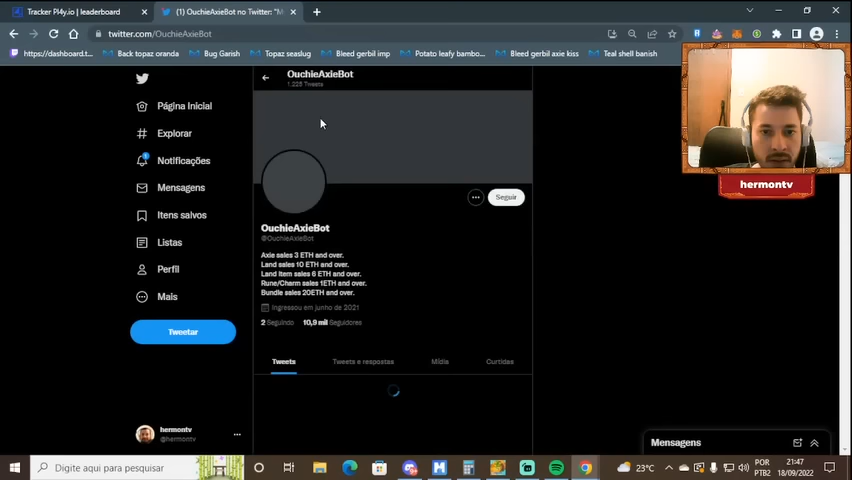 Tracker Pl4y.io | leaderboard
(1) OuchieAxieBot no Twitter: "M
twitter.com/OuchieAxieBot
https://dashboard.t...
Back topaz oranda
Bug Garish
Topaz seaslug
Bleed gerbil imp
Potato leafy bambo...
Bleed gerbil axie kiss
Teal shell banish
OuchieAxieBot
1.225 Tweets
Página Inicial
Explorar
Notificações
Mensagens
Itens salvos
Listas
Perfil
Mais
Tweetar
hermontv
@hermontv
Seguir
OuchieAxieBot
@OuchieAxieBot
Axie sales 3 ETH and over.
Land sales 10 ETH and over.
Land Item sales 6 ETH and over.
Rune/Charm sales 1ETH and over.
Bundle sales 20ETH and over.
Ingressou em junho de 2021
2 Seguindo 10,9 mil Seguidores
Tweets
Tweets e respostas
Mídia
Curtidas
hermontv
Mensagens
Digite aqui para pesquisar
23°C
POR
PTB2
21:47
18/09/2022